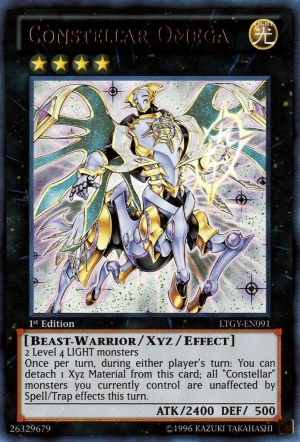 Constellar Omega
LIGHT
光
1st Edition
LTGY-EN091
[Beast-Warrior/Xyz/Effect]
2 Level 4 LIGHT monsters
Once per turn, during either player's turn: You can
detach 1 Xyz Material from this card; all "Constellar"
monsters you currently control are unaffected by
Spell/Trap effects this turn.
ATK/2400 DEF/ 500
26329679
©1996 KAZUKI TAKAHASHI